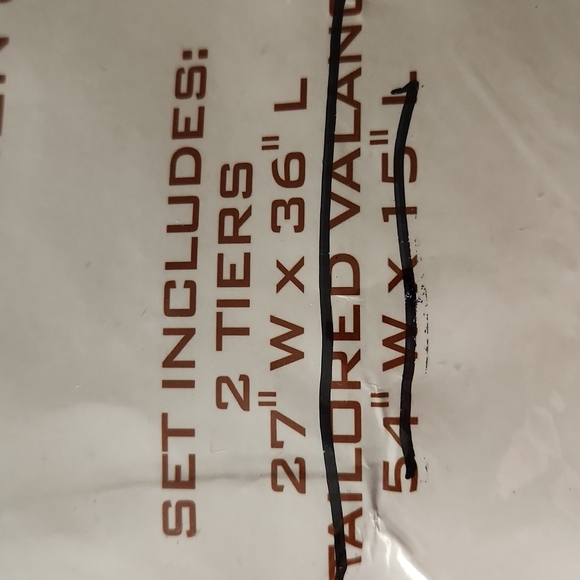 SET INCLUDES:
2 TIERS
27" W x 36" L
TAILORED VALANC
54" W x 15" L